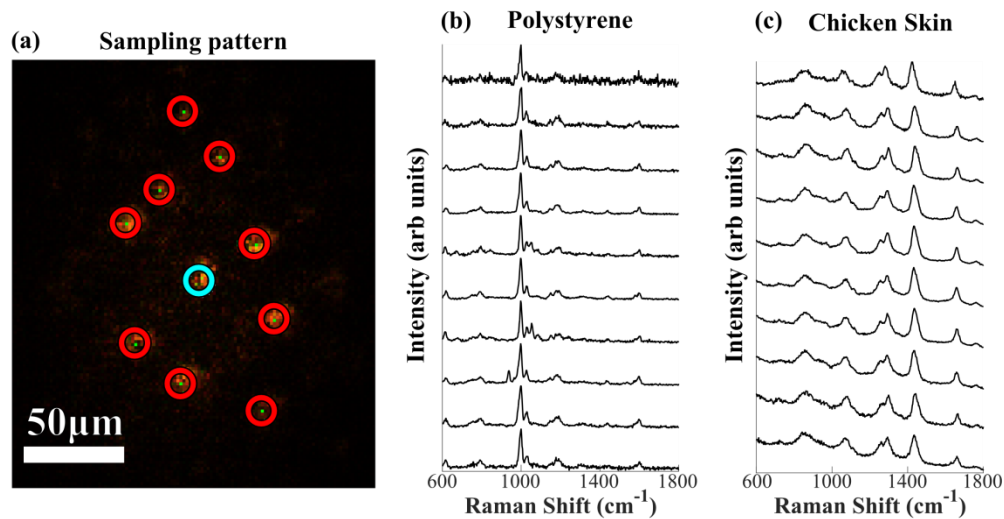 (a) Sampling pattern
50µm
(b) Polystyrene
Intensity (arb units)
600 1000 1400 1800
Raman Shift (cm⁻¹)
(c) Chicken Skin
Intensity (arb units)
600 1000 1400 1800
Raman Shift (cm⁻¹)